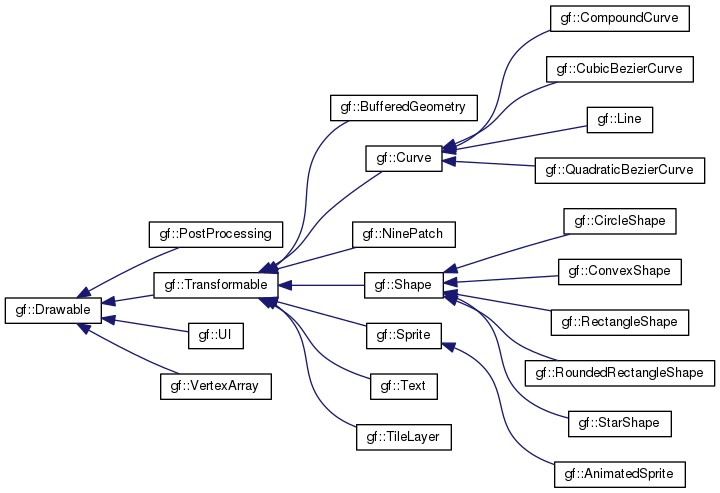 gf::CompoundCurve
gf::CubicBezierCurve
gf::BufferedGeometry
gf::Line
gf::Curve
gf::QuadraticBezierCurve
gf::PostProcessing
gf::NinePatch
gf::CircleShape
gf::Transformable
gf::Shape
gf::ConvexShape
gf::Drawable
gf::RectangleShape
gf::UI
gf::Sprite
gf::RoundedRectangleShape
gf::VertexArray
gf::Text
gf::StarShape
gf::TileLayer
gf::AnimatedSprite